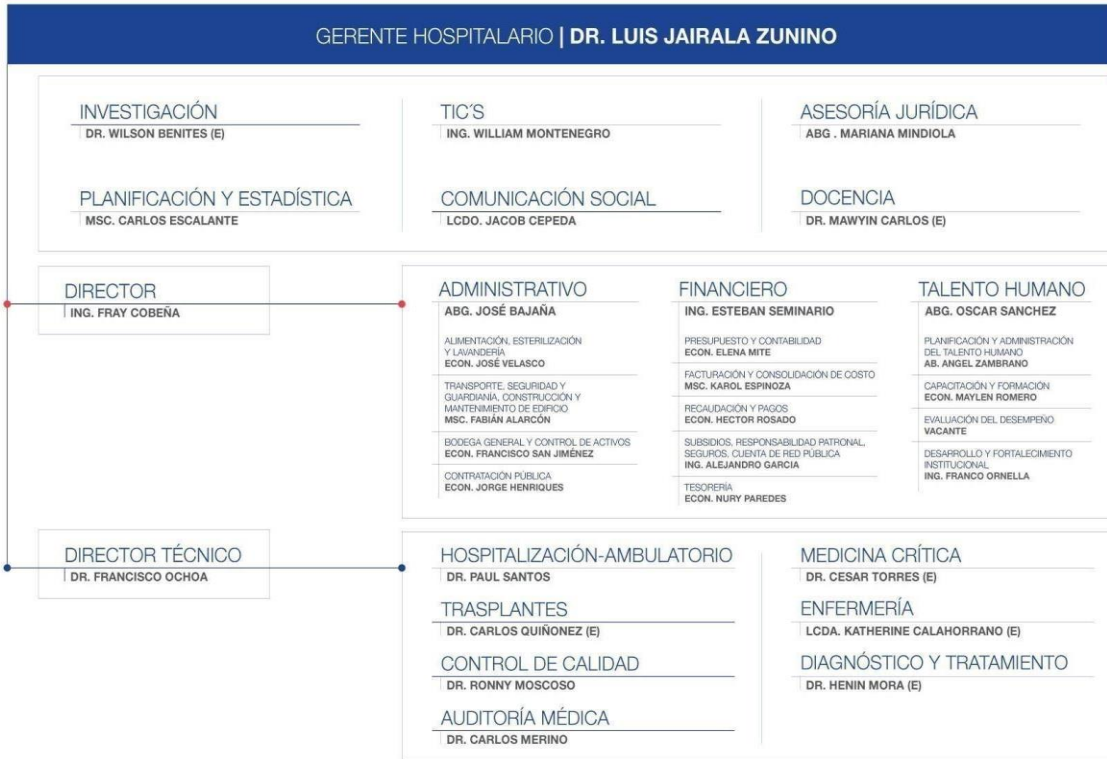 GERENTE HOSPITALARIO | DR. LUIS JAIRALA ZUNINO
INVESTIGACIÓN
DR. WILSON BENITES (E)
TIC´S
ING. WILLIAM MONTENEGRO
ASESORÍA JURÍDICA
ABG . MARIANA MINDIOLA
PLANIFICACIÓN Y ESTADÍSTICA
MSC. CARLOS ESCALANTE
COMUNICACIÓN SOCIAL
LCDO. JACOB CEPEDA
DOCENCIA
DR. MAWYIN CARLOS (E)
DIRECTOR
ING. FRAY COBEÑA
ADMINISTRATIVO
ABG. JOSÉ BAJAÑA
ALIMENTACIÓN, ESTERILIZACIÓN
Y LAVANDERÍA
ECON. JOSÉ VELASCO
TRANSPORTE, SEGURIDAD Y
GUARDIANÍA, CONSTRUCCIÓN Y
MANTENIMIENTO DE EDIFICIO
MSC. FABIÁN ALARCÓN
BODEGA GENERAL Y CONTROL DE ACTIVOS
ECON. FRANCISCO SAN JIMÉNEZ
CONTRATACIÓN PÚBLICA
ECON. JORGE HENRIQUES
FINANCIERO
ING. ESTEBAN SEMINARIO
PRESUPUESTO Y CONTABILIDAD
ECON. ELENA MITE
FACTURACIÓN Y CONSOLIDACIÓN DE COSTO
MSC. KAROL ESPINOZA
RECAUDACIÓN Y PAGOS
ECON. HECTOR ROSADO
SUBSIDIOS, RESPONSABILIDAD PATRONAL,
SEGUROS, CUENTA DE RED PÚBLICA
ING. ALEJANDRO GARCIA
TESORERÍA
ECON. NURY PAREDES
TALENTO HUMANO
ABG. OSCAR SANCHEZ
PLANIFICACIÓN Y ADMINISTRACIÓN
DEL TALENTO HUMANO
AB. ANGEL ZAMBRANO
CAPACITACIÓN Y FORMACIÓN
ECON. MAYLEN ROMERO
EVALUACIÓN DEL DESEMPEÑO
VACANTE
DESARROLLO Y FORTALECIMIENTO
INSTITUCIONAL
ING. FRANCO ORNELLA
DIRECTOR TÉCNICO
DR. FRANCISCO OCHOA
HOSPITALIZACIÓN-AMBULATORIO
DR. PAUL SANTOS
TRASPLANTES
DR. CARLOS QUIÑONEZ (E)
CONTROL DE CALIDAD
DR. RONNY MOSCOSO
AUDITORÍA MÉDICA
DR. CARLOS MERINO
MEDICINA CRÍTICA
DR. CESAR TORRES (E)
ENFERMERÍA
LCDA. KATHERINE CALAHORRANO (E)
DIAGNÓSTICO Y TRATAMIENTO
DR. HENIN MORA (E)